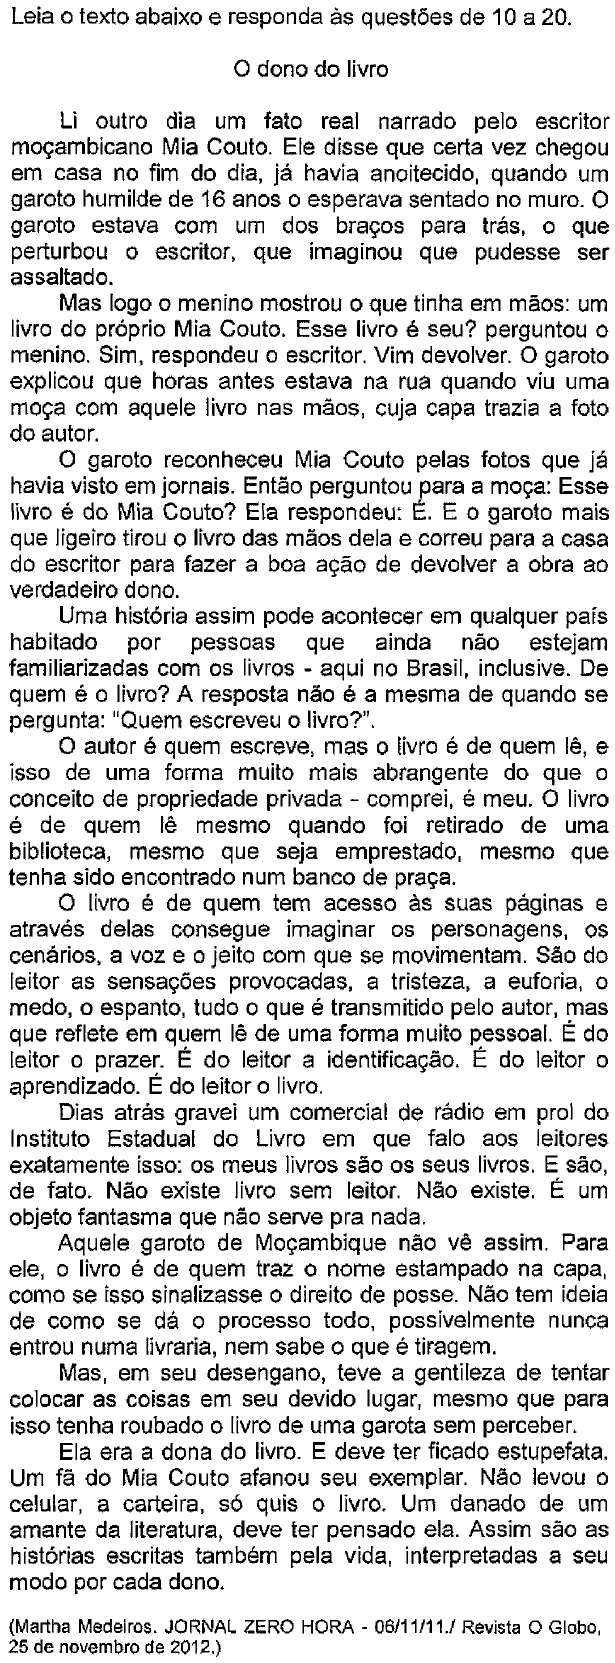 Leia o texto abaixo e responda às questões de 10 a 20.
O dono do livro
Li outro dia um fato real narrado pelo escritor
moçambicano Mia Couto. Ele disse que certa vez chegou
em casa no fim do dia, já havia anoitecido, quando um
garoto humilde de 16 anos o esperava sentado no muro. O
garoto estava com um dos braços para trás, o que
perturbou o escritor, que imaginou que pudesse ser
assaltado.
Mas logo o menino mostrou o que tinha em mãos: um
livro do próprio Mia Couto. Esse livro é seu? perguntou o
menino. Sim, respondeu o escritor. Vim devolver. O garoto
explicou que horas antes estava na rua quando viu uma
moça com aquele livro nas mãos, cuja capa trazia a foto
do autor.
O garoto reconheceu Mia Couto pelas fotos que já
havia visto em jornais. Então perguntou para a moça: Esse
livro é do Mia Couto? Ela respondeu: É. E o garoto mais
que ligeiro tirou o livro das mãos dela e correu para a casa
do escritor para fazer a boa ação de devolver a obra ao
verdadeiro dono.
Uma história assim pode acontecer em qualquer país
habitado por pessoas que ainda não estejam
familiarizadas com os livros - aqui no Brasil, inclusive. De
quem é o livro? A resposta não é a mesma de quando se
pergunta: "Quem escreveu o livro?".
O autor é quem escreve, mas o livro é de quem lê, e
isso de uma forma muito mais abrangente do que o
conceito de propriedade privada - comprei, é meu. O livro
é de quem lê mesmo quando foi retirado de uma
biblioteca, mesmo que seja emprestado, mesmo que
tenha sido encontrado num banco de praça.
O livro é de quem tem acesso às suas páginas e
através delas consegue imaginar os personagens, os
cenários, a voz e o jeito com que se movimentam. São do
leitor as sensações provocadas, a tristeza, a euforia, o
medo, o espanto, tudo o que é transmitido pelo autor, mas
que reflete em quem lê de uma forma muito pessoal. É do
leitor o prazer. É do leitor a identificação. É do leitor o
aprendizado. É do leitor o livro.
Dias atrás gravei um comercial de rádio em prol do
Instituto Estadual do Livro em que falo aos leitores
exatamente isso: os meus livros são os seus livros. E são,
de fato. Não existe livro sem leitor. Não existe. É um
objeto fantasma que não serve pra nada.
Aquele garoto de Moçambique não vê assim. Para
ele, o livro é de quem traz o nome estampado na capa,
como se isso sinalizasse o direito de posse. Não tem ideia
de como se dá o processo todo, possivelmente nunca
entrou numa livraria, nem sabe o que é tiragem.
Mas, em seu desengano, teve a gentileza de tentar
colocar as coisas em seu devido lugar, mesmo que para
isso tenha roubado o livro de uma garota sem perceber.
Ela era a dona do livro. E deve ter ficado estupefata.
Um fã do Mia Couto afanou seu exemplar. Não levou o
celular, a carteira, só quis o livro. Um danado de um
amante da literatura, deve ter pensado ela. Assim são as
histórias escritas também pela vida, interpretadas a seu
modo por cada dono.
(Martha Medeiros. JORNAL ZERO HORA - 06/11/11./ Revista O Globo,
25 de novembro de 2012.)